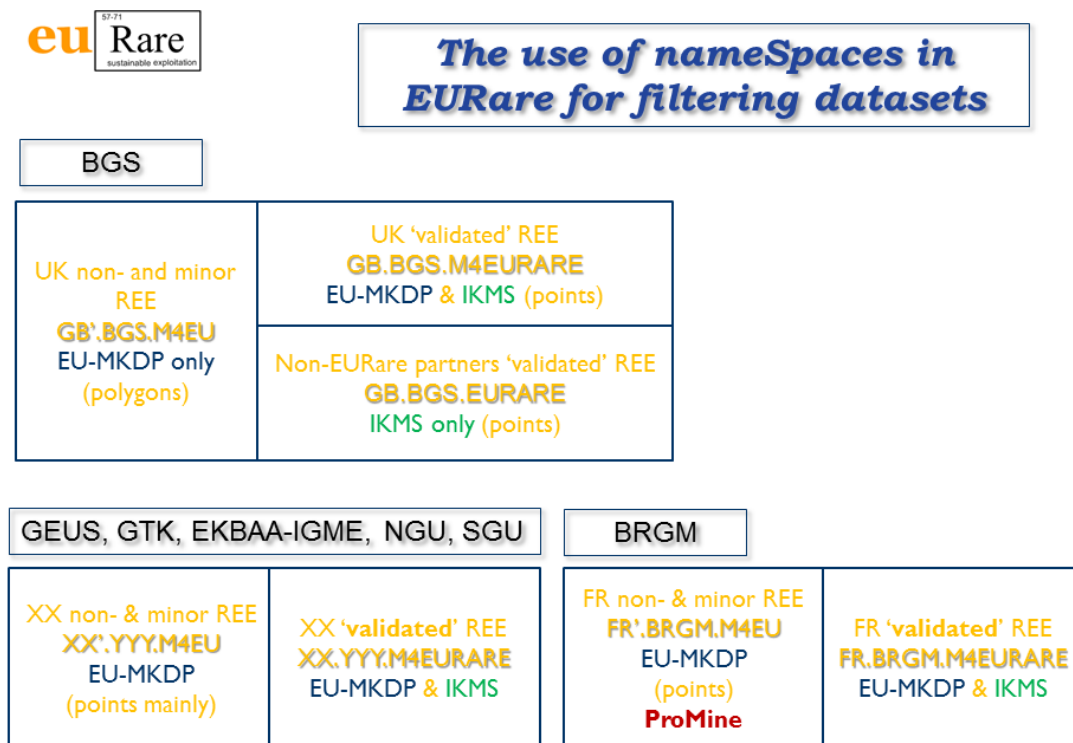 57-71
eu Rare
sustainable exploitation
The use of nameSpaces in
EURare for filtering datasets
BGS
UK non- and minor
REE
GB'.BGS.M4EU
EU-MKDP only
(polygons)
UK ‘validated’ REE
GB.BGS.M4EURARE
EU-MKDP & IKMS (points)
Non-EURare partners ‘validated’ REE
GB.BGS.EURARE
IKMS only (points)
GEUS, GTK, EKBAA-IGME, NGU, SGU
XX non- & minor REE
XX'.YYY.M4EU
EU-MKDP
(points mainly)
XX ‘validated’ REE
XX.YYY.M4EURARE
EU-MKDP & IKMS
BRGM
FR non- & minor REE
FR'.BRGM.M4EU
EU-MKDP
(points)
ProMine
FR ‘validated’ REE
FR.BRGM.M4EURARE
EU-MKDP & IKMS